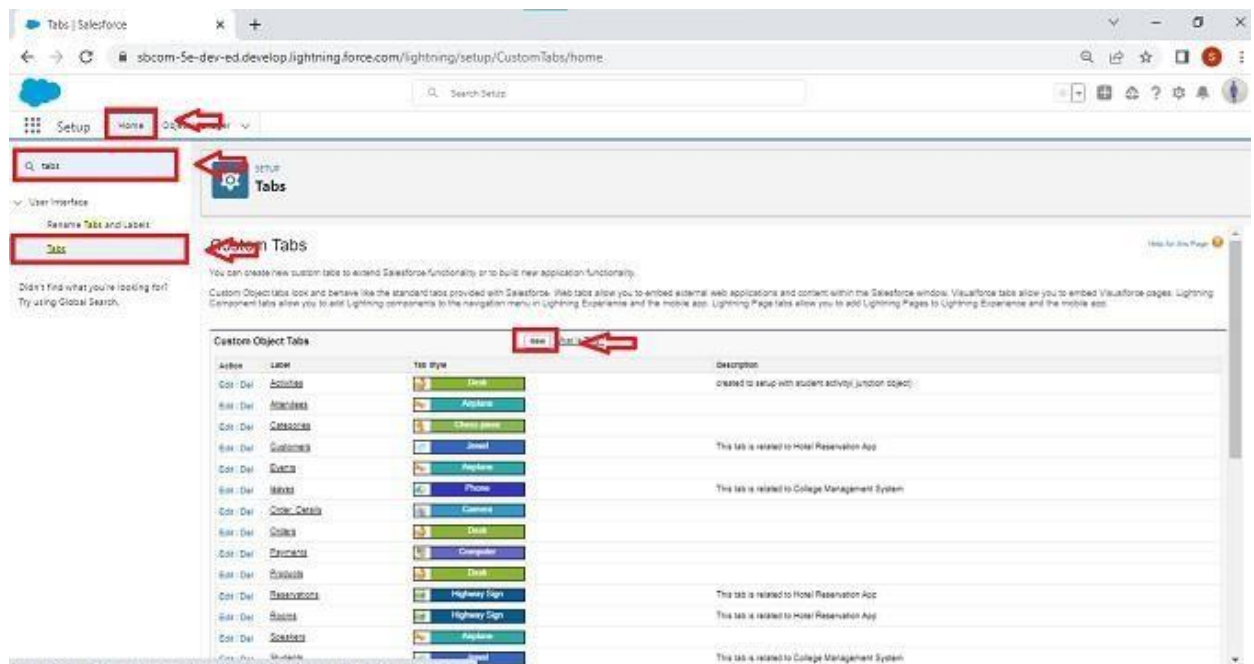 Tabs | Salesforce
sbcom-5e-dev-ed.develop.lightning.force.com/lightning/setup/CustomTabs/home
S
Search Setup
Setup Home
tabs
SETUP
Tabs
User Interface
Rename Tabs and Labels
Tabs
Didn't find what you're looking for?
Try using Global Search.
Custom Tabs
Help for this Page
You can create new custom tabs to extend Salesforce functionality or to build new application functionality.
Custom Object tabs look and behave like the standard tabs provided with Salesforce. Web tabs allow you to embed external web applications and content within the Salesforce window. Visualforce tabs allow you to embed Visualforce pages. Lightning
Component tabs allow you to add Lightning components to the navigation menu in Lightning Experience and the mobile app. Lightning Page tabs allow you to add Lightning Pages to Lightning Experience and the mobile app.
Custom Object Tabs New
Action Label Tab Style Description
Edit | Del Activities Desk created to setup with student activity( junction object)
Edit | Del Attendees Airplane
Edit | Del Categories Chess piece
Edit | Del Customers Jewel This tab is related to Hotel Reservation App
Edit | Del Events Airplane
Edit | Del Phone This tab is related to College Management System
Edit | Del Order Details Camera
Edit | Del Orders Desk
Edit | Del Payments Computer
Edit | Del Products Desk
Edit | Del Reservations Highway Sign This tab is related to Hotel Reservation App
Edit | Del Rooms Highway Sign This tab is related to Hotel Reservation App
Edit | Del Speakers Airplane
Edit | Del Students Jewel This tab is related to College Management System